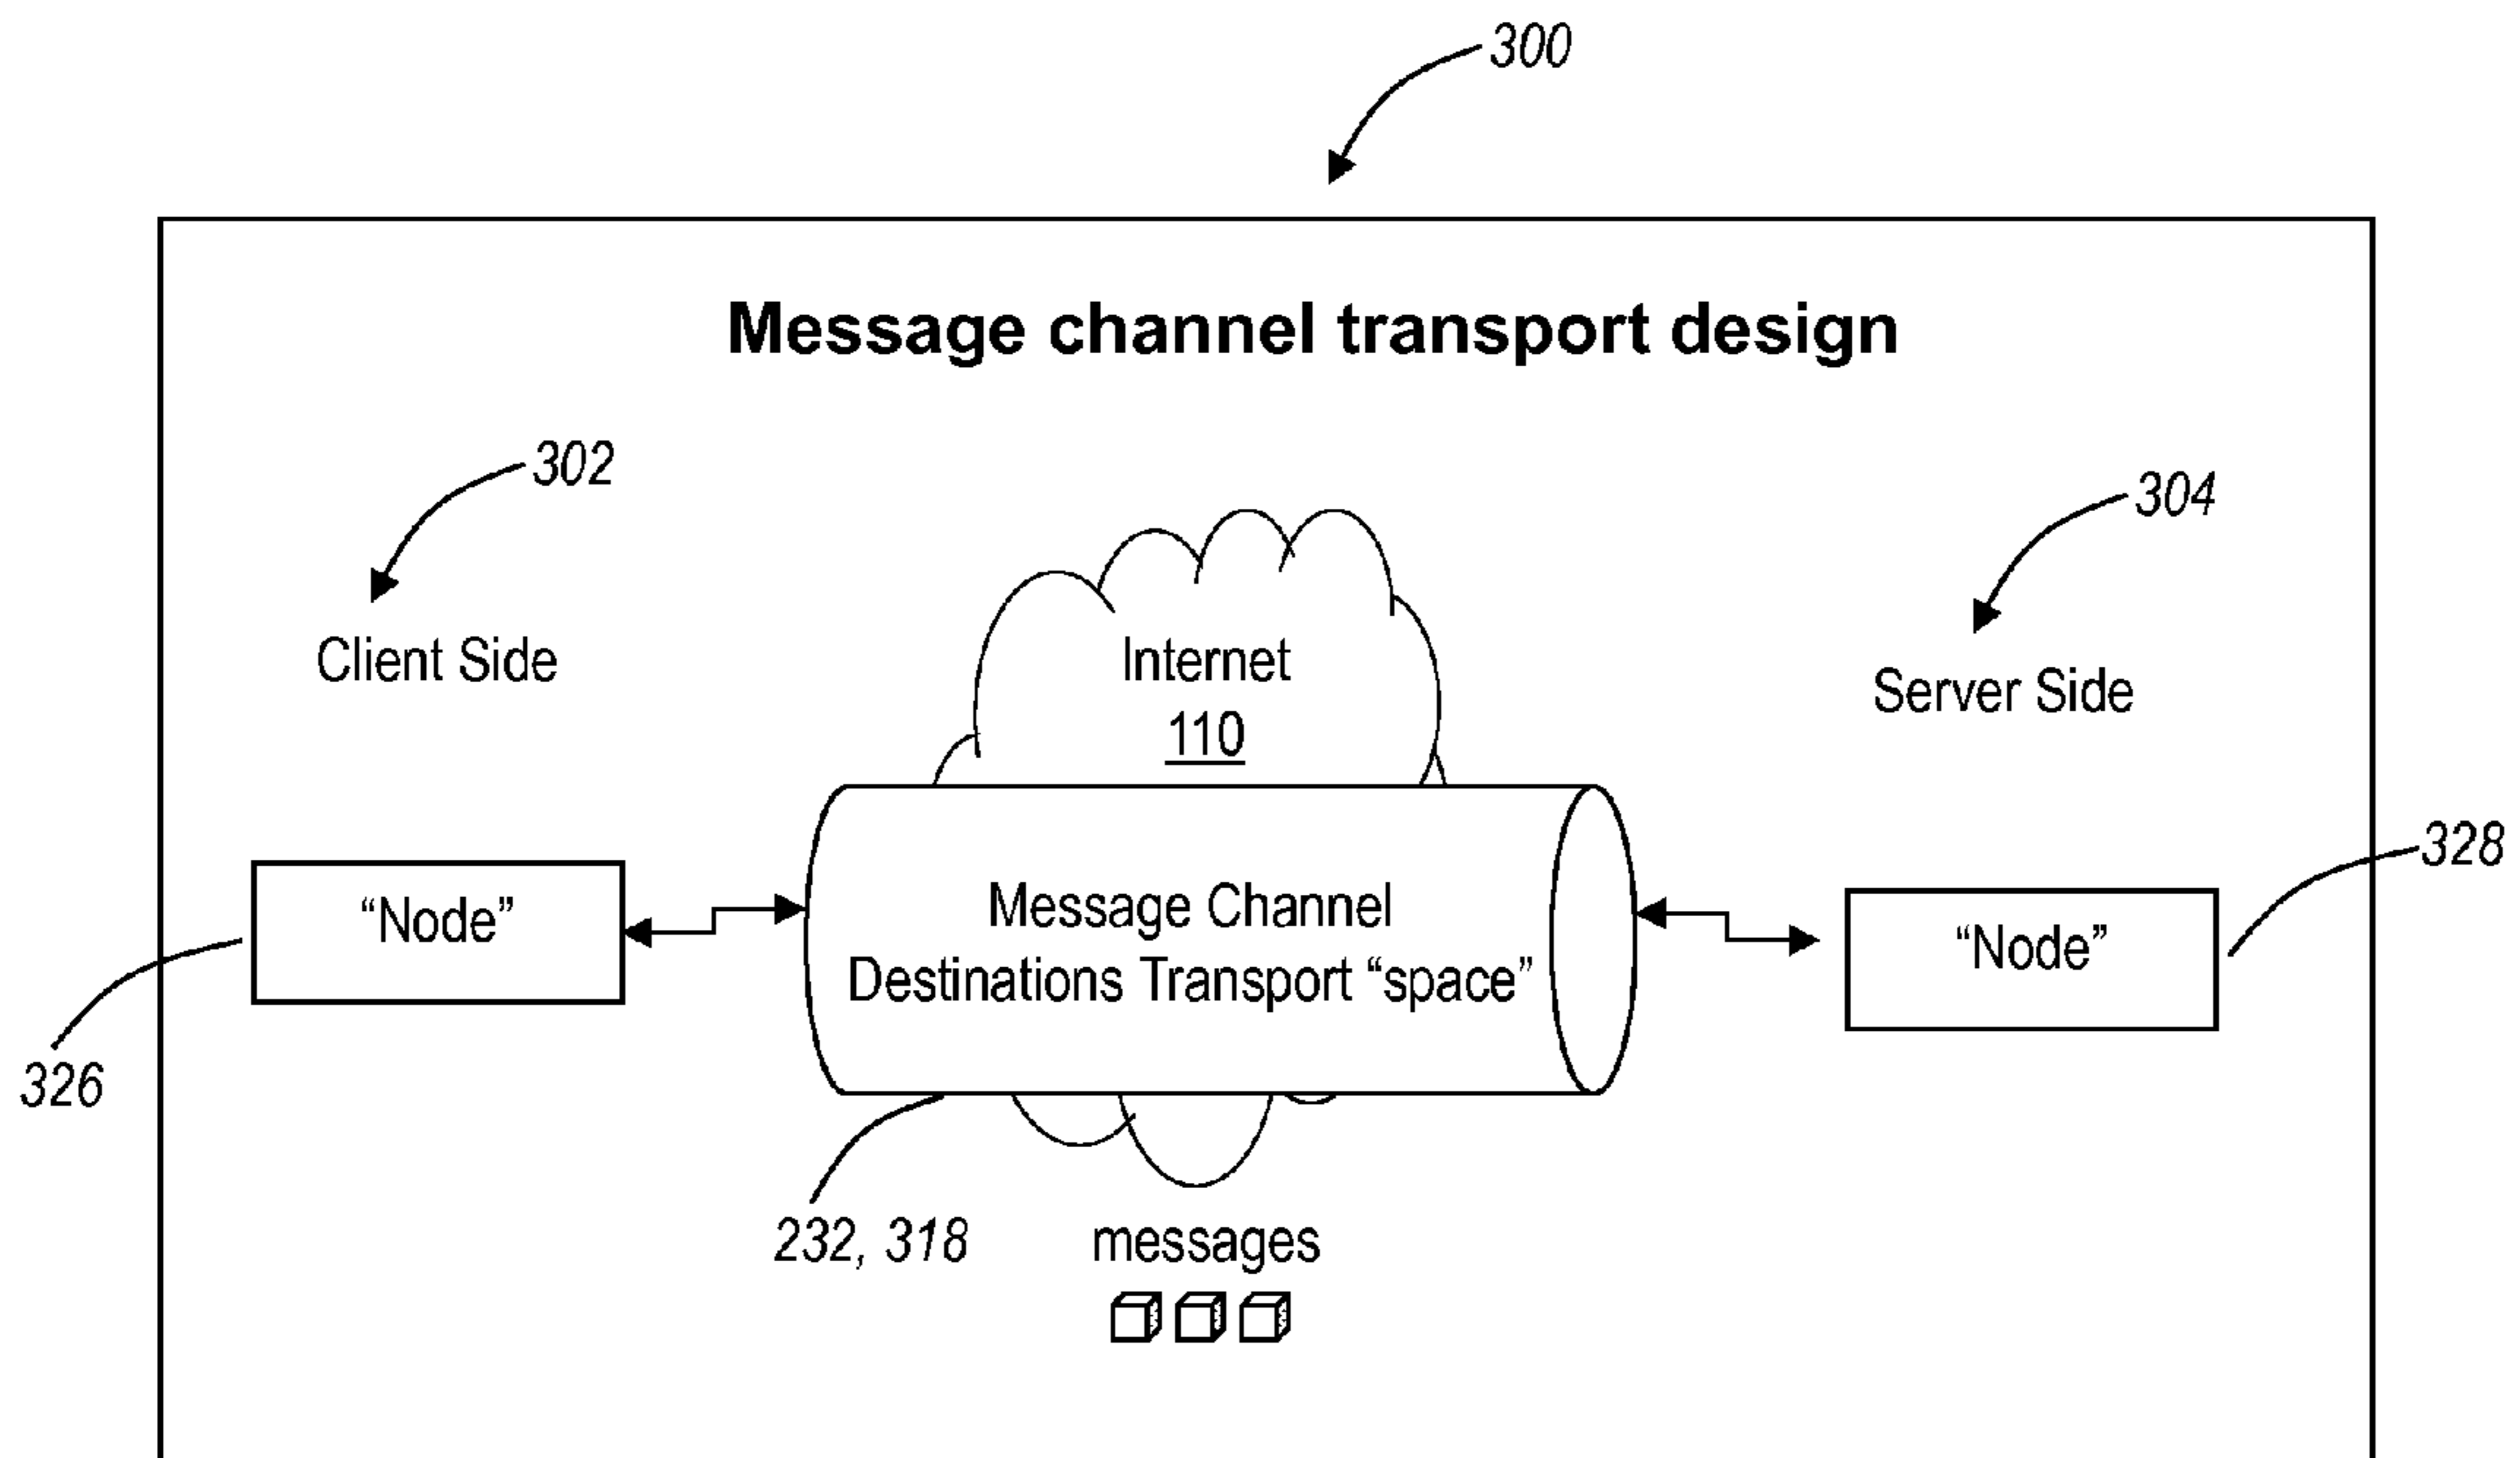 300
Message channel transport design
302
304
Client Side
Internet
110
Server Side
328
“Node”
Message Channel
Destinations Transport “space”
“Node”
326
232, 318
messages